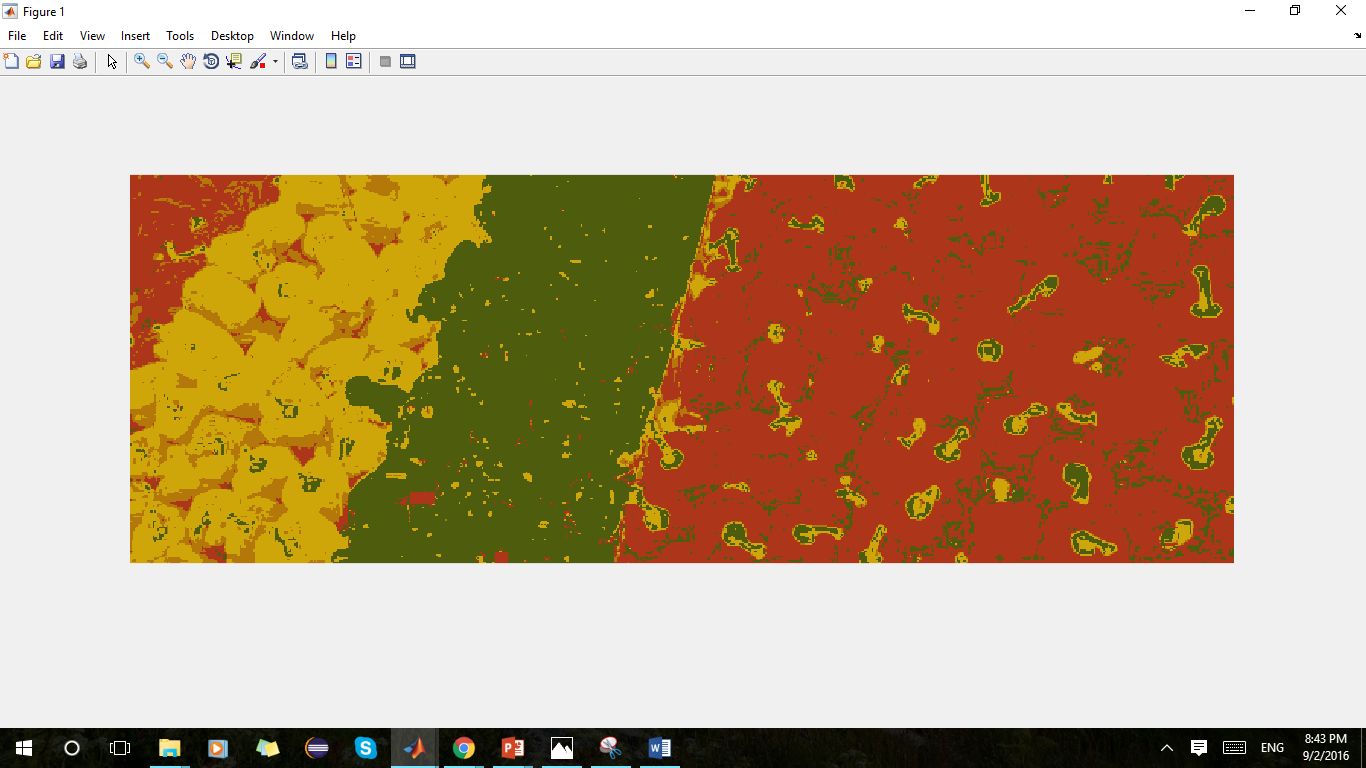 Figure 1
File Edit View Insert Tools Desktop Window Help
ENG
8:43 PM
9/2/2016